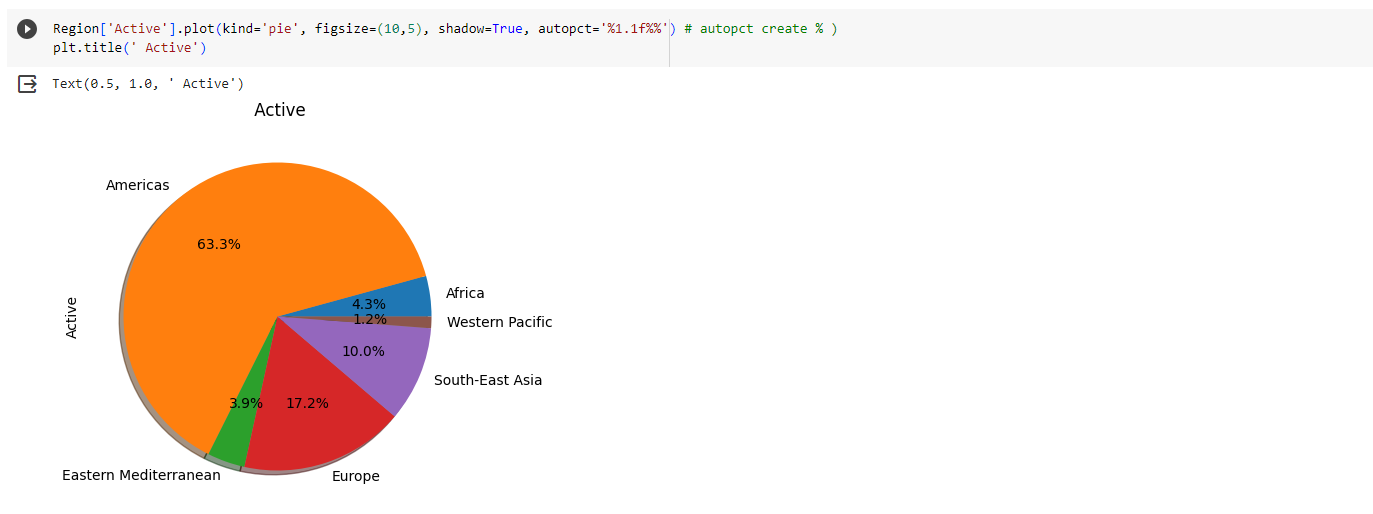 Region['Active'].plot(kind='pie', figsize=(10,5), shadow=True, autopct='%1.1f%%') # autopct create % )
plt.title(' Active')
Text(0.5, 1.0, ' Active')
Active
Americas
63.3%
Africa
4.3%
Active
1.2%
Western Pacific
10.0%
South-East Asia
3.9%
17.2%
Eastern Mediterranean
Europe